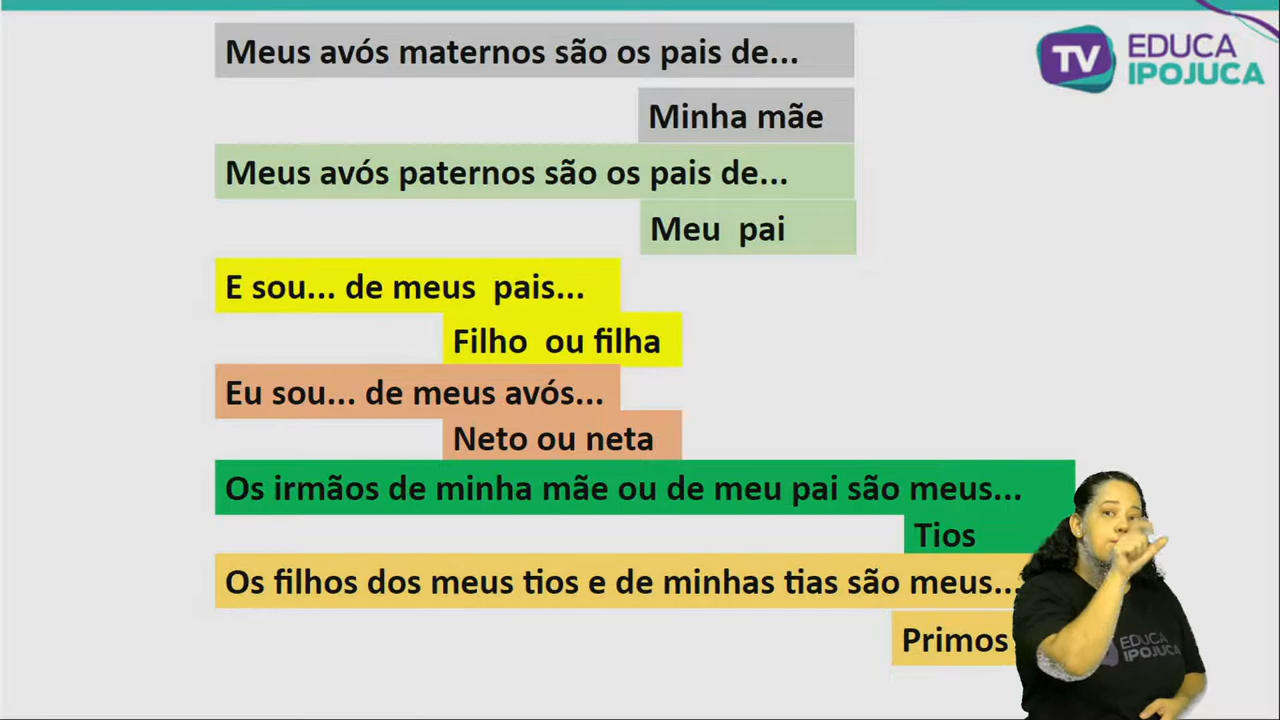 Meus avós maternos são os pais de...
TV EDUCA
IPOJUCA
Minha mãe
Meus avós paternos são os pais de...
Meu pai
E sou... de meus pais...
Filho ou filha
Eu sou... de meus avós...
Neto ou neta
Os irmãos de minha mãe ou de meu pai são meus...
Tios
Os filhos dos meus tios e de minhas tias são meus...
Primos
EDUCA
IPOJUCA